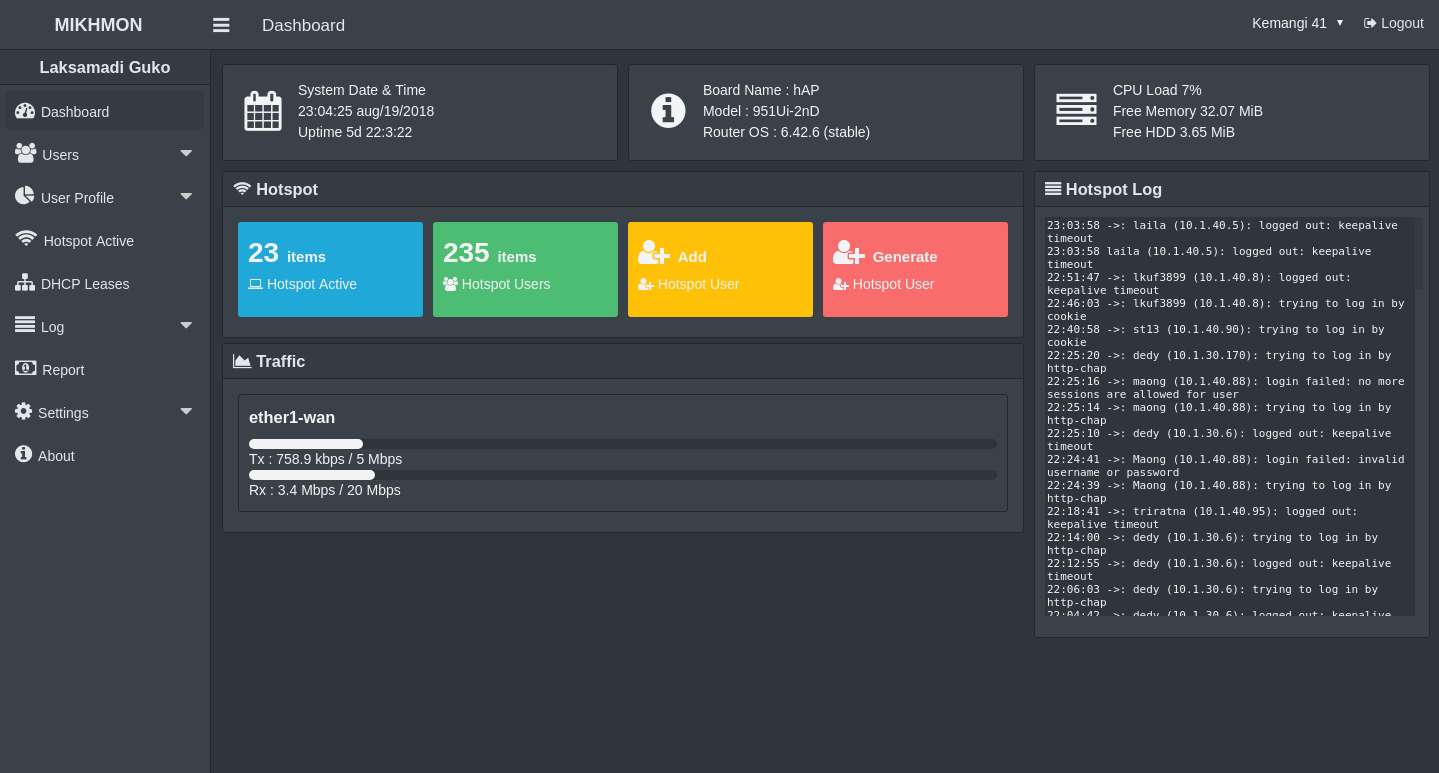 MIKHMON
Dashboard
Kemangi 41
Logout
Laksamadi Guko
Dashboard
Users
User Profile
Hotspot Active
DHCP Leases
Log
Report
Settings
About
System Date & Time
23:04:25 aug/19/2018
Uptime 5d 22:3:22
Board Name : hAP
Model : 951Ui-2nD
Router OS : 6.42.6 (stable)
CPU Load 7%
Free Memory 32.07 MiB
Free HDD 3.65 MiB
Hotspot
23 items
Hotspot Active
235 items
Hotspot Users
Add
Hotspot User
Generate
Hotspot User
Traffic
ether1-wan
Tx : 758.9 kbps / 5 Mbps
Rx : 3.4 Mbps / 20 Mbps
Hotspot Log
23:03:58 ->: laila (10.1.40.5): logged out: keepalive
timeout
23:03:58 laila (10.1.40.5): logged out: keepalive
timeout
22:51:47 ->: lkuf3899 (10.1.40.8): logged out:
keepalive timeout
22:46:03 ->: lkuf3899 (10.1.40.8): trying to log in by
cookie
22:40:58 ->: st13 (10.1.40.90): trying to log in by
cookie
22:25:20 ->: dedy (10.1.30.170): trying to log in by
http-chap
22:25:16 ->: maong (10.1.40.88): login failed: no more
sessions are allowed for user
22:25:14 ->: maong (10.1.40.88): trying to log in by
http-chap
22:25:10 ->: dedy (10.1.30.6): logged out: keepalive
timeout
22:24:41 ->: Maong (10.1.40.88): login failed: invalid
username or password
22:24:39 ->: Maong (10.1.40.88): trying to log in by
http-chap
22:18:41 ->: triratna (10.1.40.95): logged out:
keepalive timeout
22:14:00 ->: dedy (10.1.30.6): trying to log in by
http-chap
22:12:55 ->: dedy (10.1.30.6): logged out: keepalive
timeout
22:06:03 ->: dedy (10.1.30.6): trying to log in by
http-chap
22:04:42 ->: dedy (10.1.30.6): logged out: keepalive